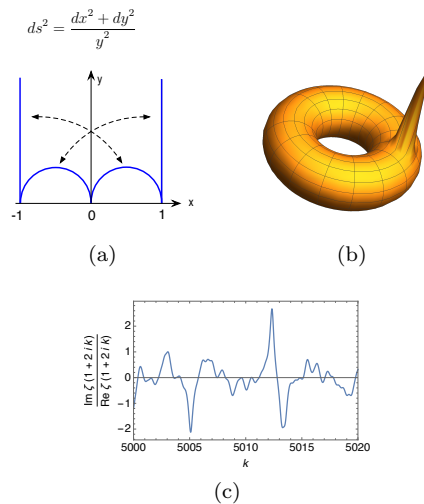 ds² = (dx² + dy²) / y²
y
x
-1
0
1
(a)
(b)
Im ζ (1 + 2 i k) / Re ζ (1 + 2 i k)
2
1
0
-1
-2
5000
5005
5010
5015
5020
k
(c)